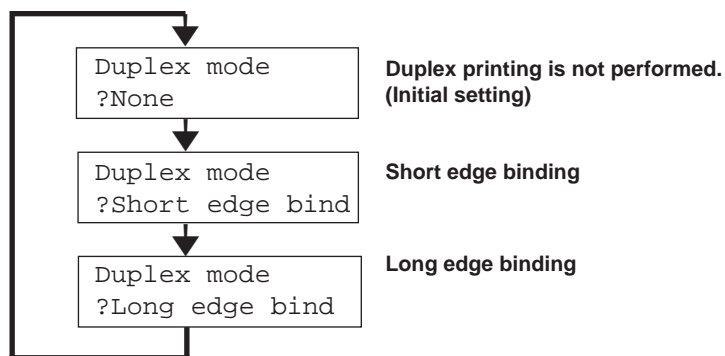 Duplex mode
?None
Duplex printing is not performed.
(Initial setting)
Duplex mode
?Short edge bind
Short edge binding
Duplex mode
?Long edge bind
Long edge binding